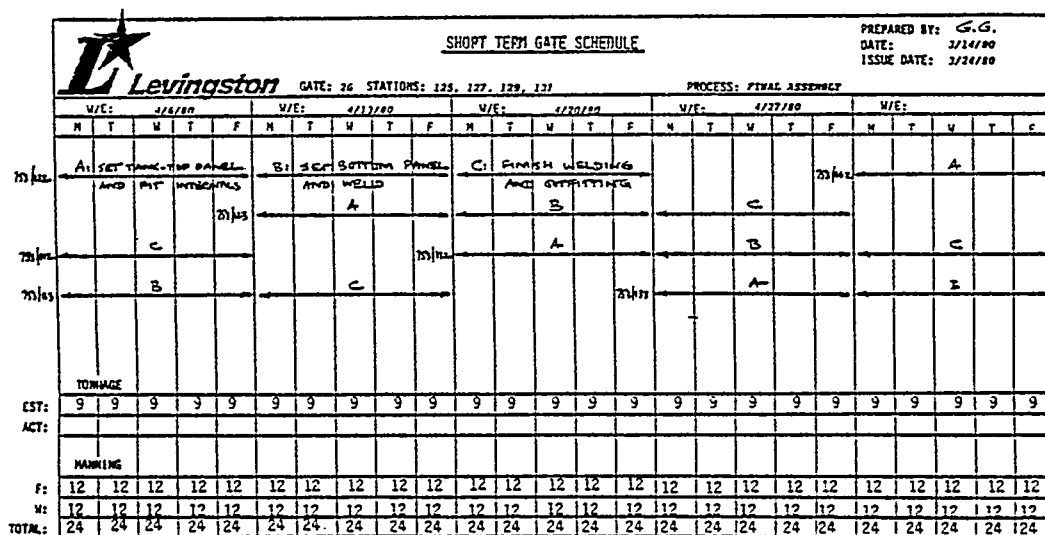 SHORT TERM GATE SCHEDULE
PREPARED BY: G.G.
DATE: 3/14/80
ISSUE DATE: 3/24/80
Levingston GATE: 26 STATIONS: 125, 127, 129, 131 PROCESS: FINAL ASSEMBLY
W/E: 4/6/80 W/E: 4/13/80 W/E: 4/20/80 W/E: 4/27/80 W/E:
M T W T F M T W T F M T W T F M T W T F M T W T F
A: SET TANK-TOP PANEL B: SET BOTTOM PANEL C: FINISH WELDING A
AND FIT INTEGRALS AND WELD AND OUTFITTING
A B C
C A B C
B C A B
TONNAGE
EST: 9 9 9 9 9 9 9 9 9 9 9 9 9 9 9 9 9 9 9 9 9 9 9 9 9
ACT:
MANNING
F: 12 12 12 12 12 12 12 12 12 12 12 12 12 12 12 12 12 12 12 12 12 12 12 12 12
W: 12 12 12 12 12 12 12 12 12 12 12 12 12 12 12 12 12 12 12 12 12 12 12 12 12
TOTAL: 24 24 24 24 24 24 24 24 24 24 24 24 24 24 24 24 24 24 24 24 24 24 24 24 24